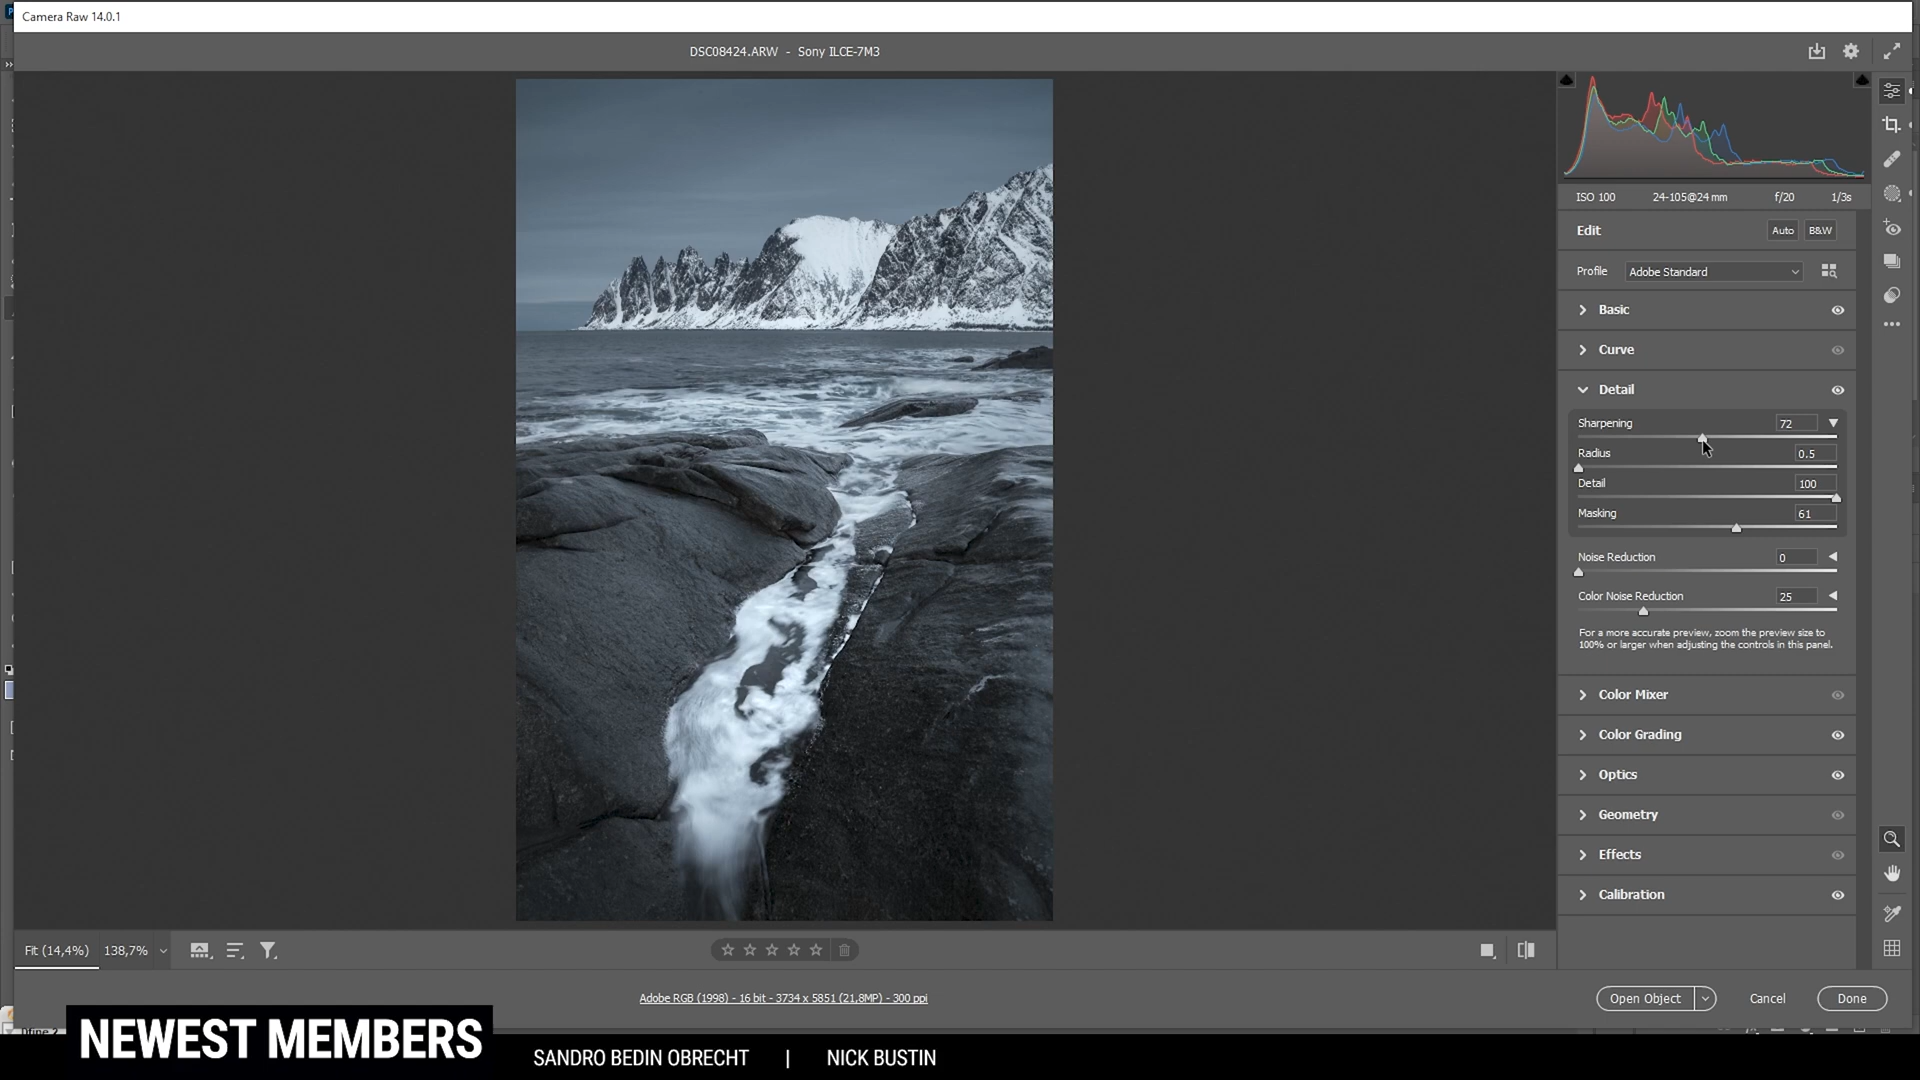 Camera Raw 14.0.1
DSC08424.ARW - Sony ILCE-7M3
ISO 100 24-105@24 mm f/20 1/3s
Edit Auto B&W
Profile Adobe Standard
Basic
Curve
Detail
Sharpening 72
Radius 0.5
Detail 100
Masking 61
Noise Reduction 0
Color Noise Reduction 25
For a more accurate preview, zoom the preview size to
100% or larger when adjusting the controls in this panel.
Color Mixer
Color Grading
Optics
Geometry
Effects
Calibration
Fit (14,4%) 138,7%
Adobe RGB (1998) - 16 bit - 3734 x 5851 (21,8MP) - 300 ppi
Open Object Cancel Done
NEWEST MEMBERS
SANDRO BEDIN OBRECHT | NICK BUSTIN